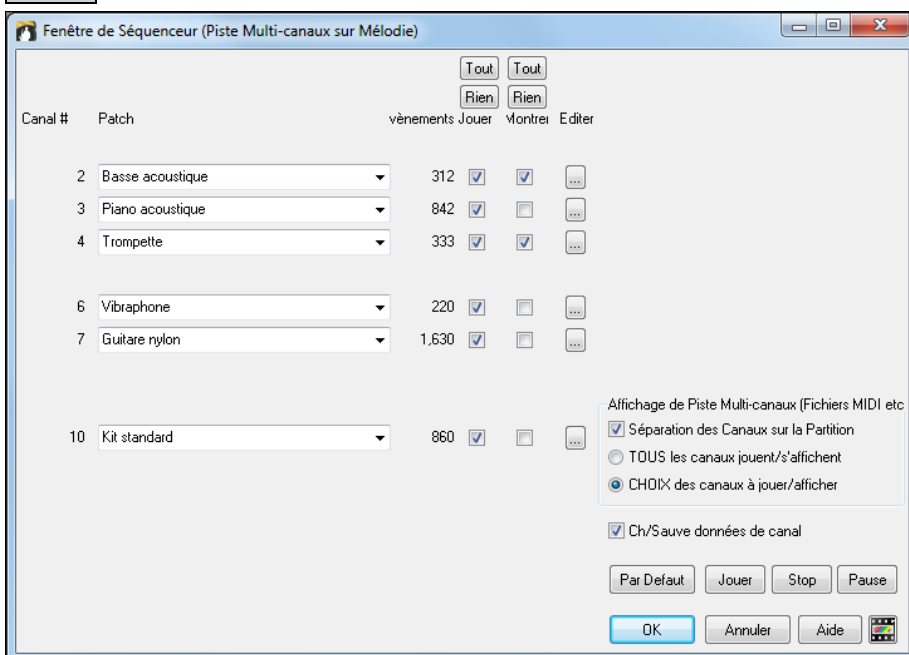 Fenêtre de Séquenceur (Piste Multi-canaux sur Mélodie)
Tout Tout
Rien Rien
Canal # Patch vènements Jouer Montrer Editer
2 Basse acoustique 312 ...
3 Piano acoustique 842 ...
4 Trompette 333 ...
6 Vibraphone 220 ...
7 Guitare nylon 1,630 ...
Affichage de Piste Multi-canaux (Fichiers MIDI etc
10 Kit standard 860 ...
Séparation des Canaux sur la Partition
TOUS les canaux jouent/s'affichent
CHOIX des canaux à jouer/afficher
Ch/Sauve données de canal
Par Defaut Jouer Stop Pause
OK Annuler Aide